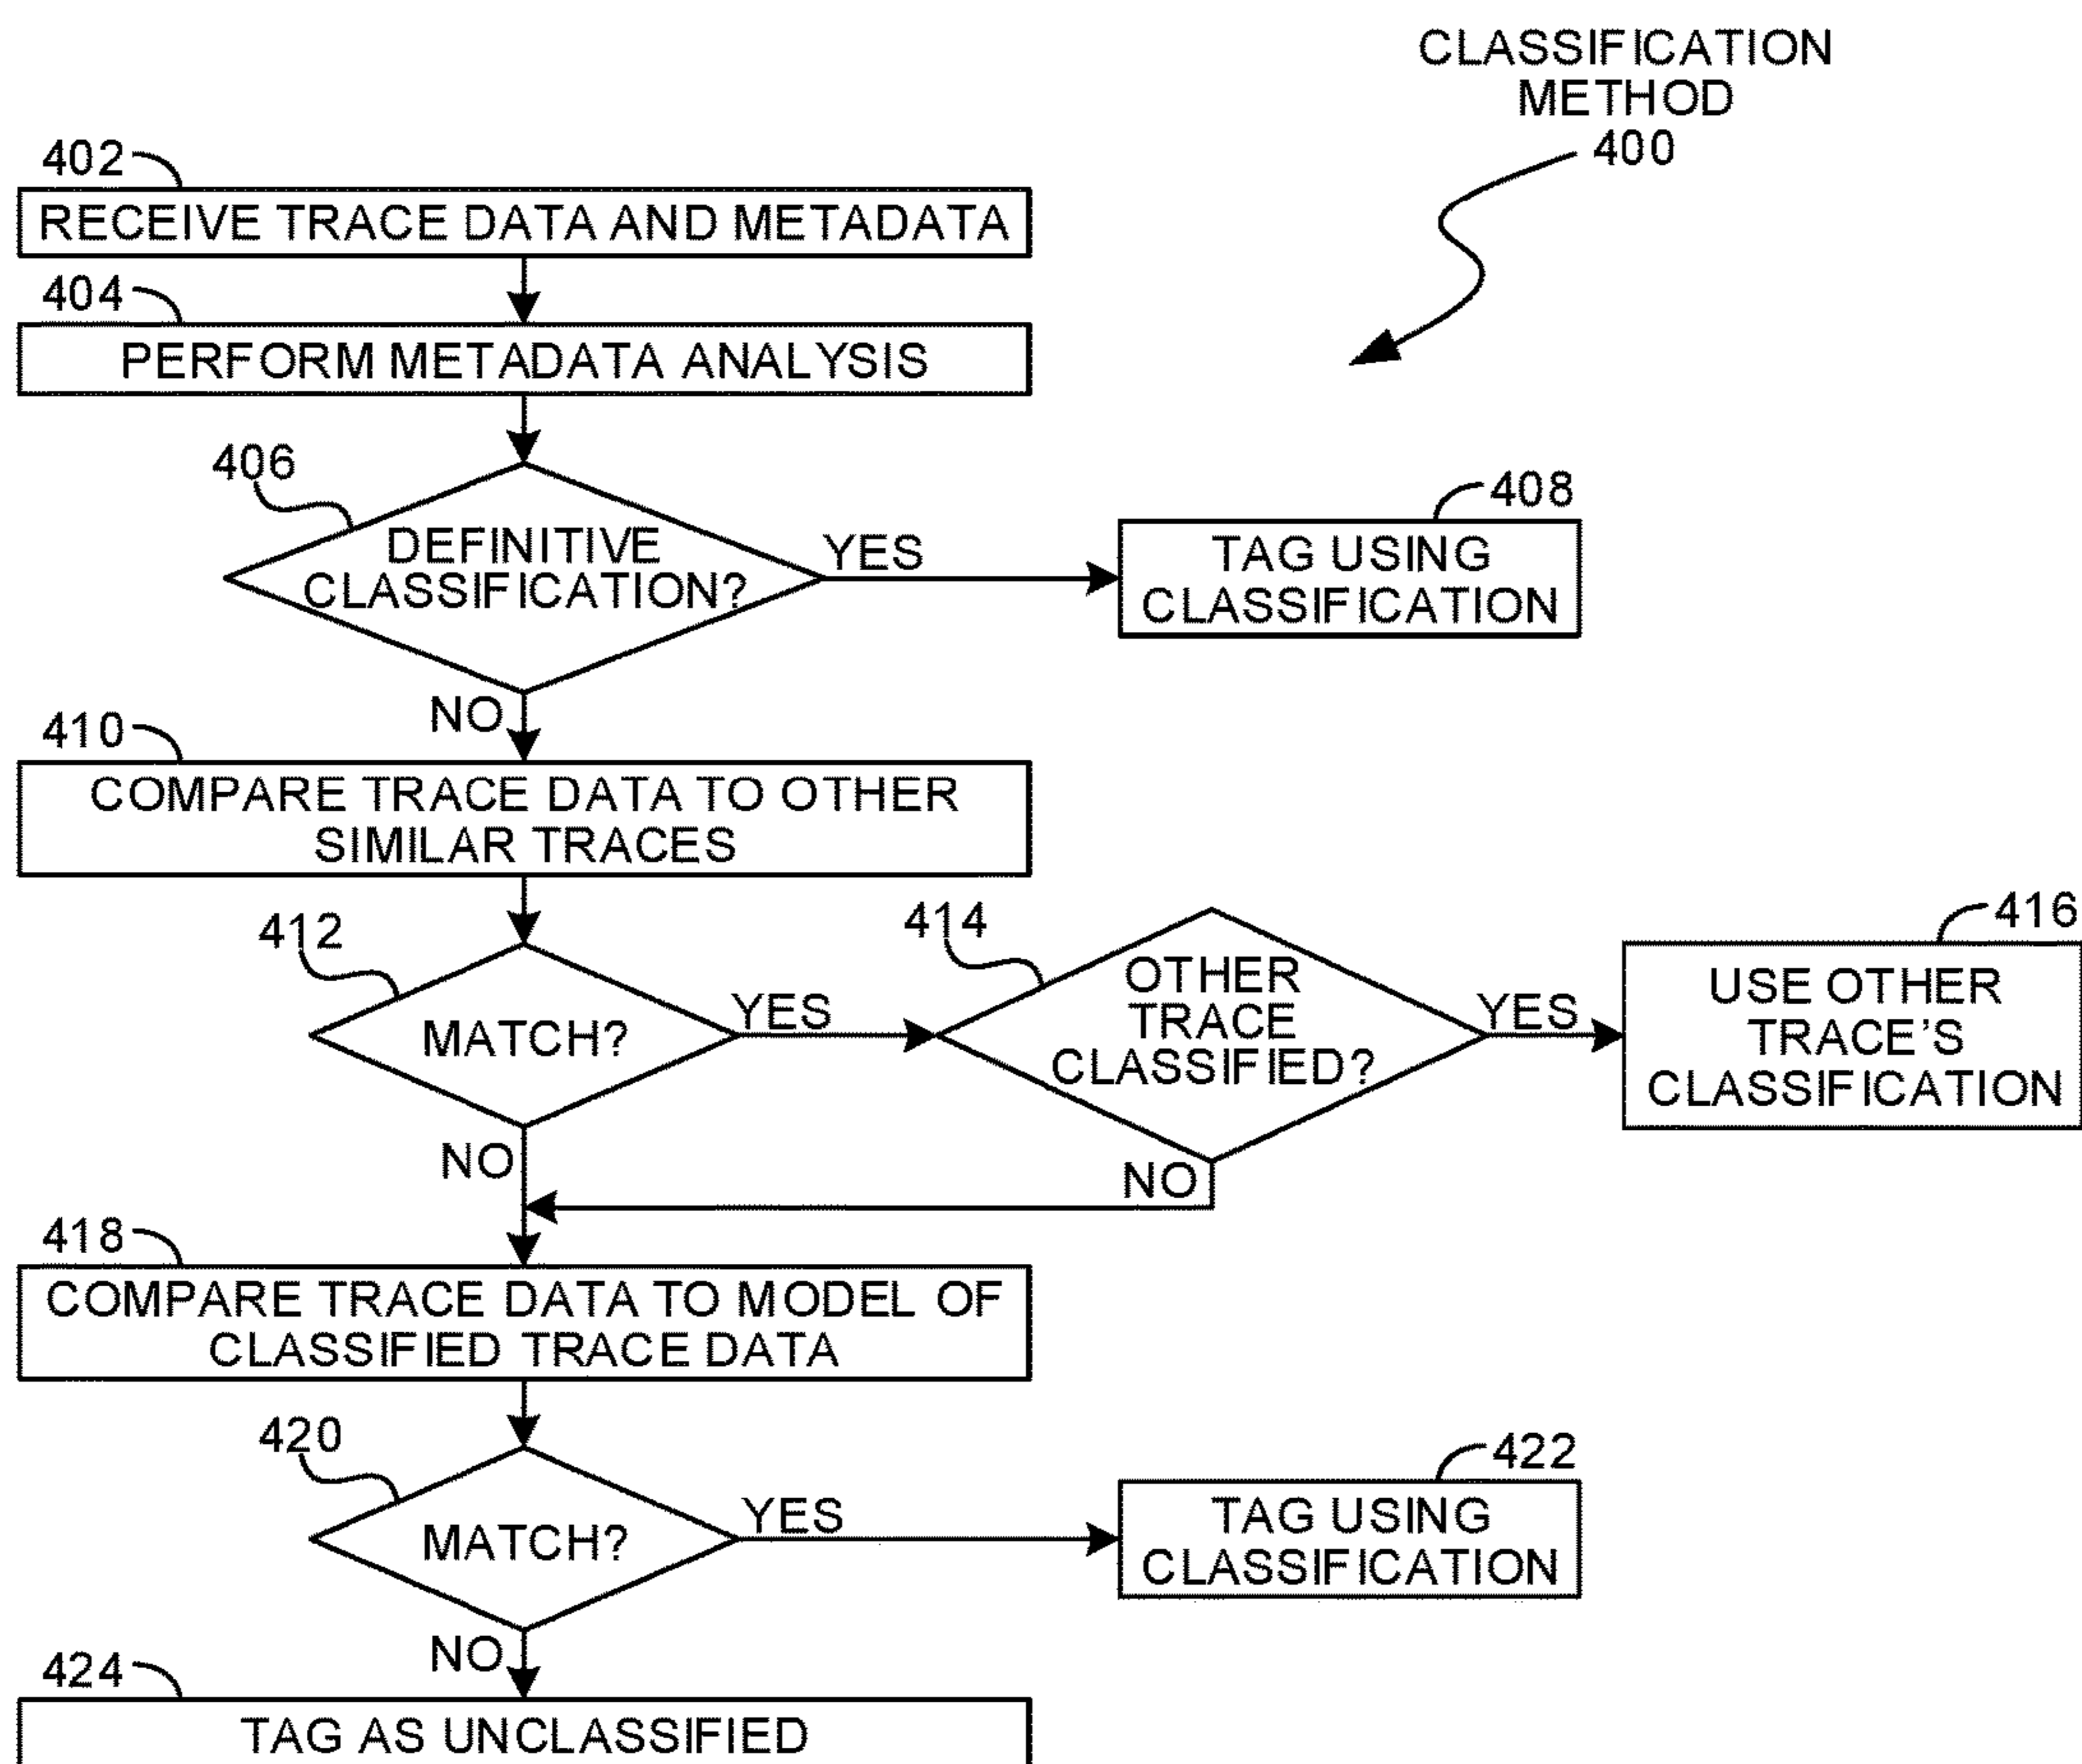 CLASSIFICATION
METHOD
400
402
RECEIVE TRACE DATA AND METADATA
404
PERFORM METADATA ANALYSIS
406
DEFINITIVE
CLASSIFICATION?
YES
408
TAG USING
CLASSIFICATION
NO
410
COMPARE TRACE DATA TO OTHER
SIMILAR TRACES
412
MATCH?
YES
414
OTHER
TRACE
CLASSIFIED?
YES
416
USE OTHER
TRACE'S
CLASSIFICATION
NO
NO
418
COMPARE TRACE DATA TO MODEL OF
CLASSIFIED TRACE DATA
420
MATCH?
YES
422
TAG USING
CLASSIFICATION
NO
424
TAG AS UNCLASSIFIED